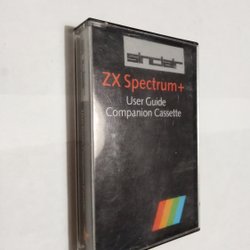 sinclair
ZX Spectrum+
User Guide
Companion Cassette